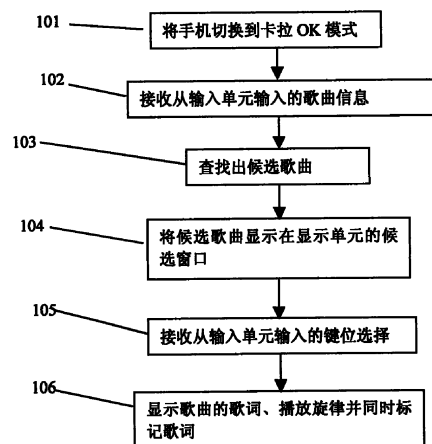 101
将手机切换到卡拉 OK 模式
102
接收从输入单元输入的歌曲信息
103
查找出候选歌曲
104
将候选歌曲显示在显示单元的候
选窗口
105
接收从输入单元输入的键位选择
106
显示歌曲的歌词、播放旋律并同时标
记歌词